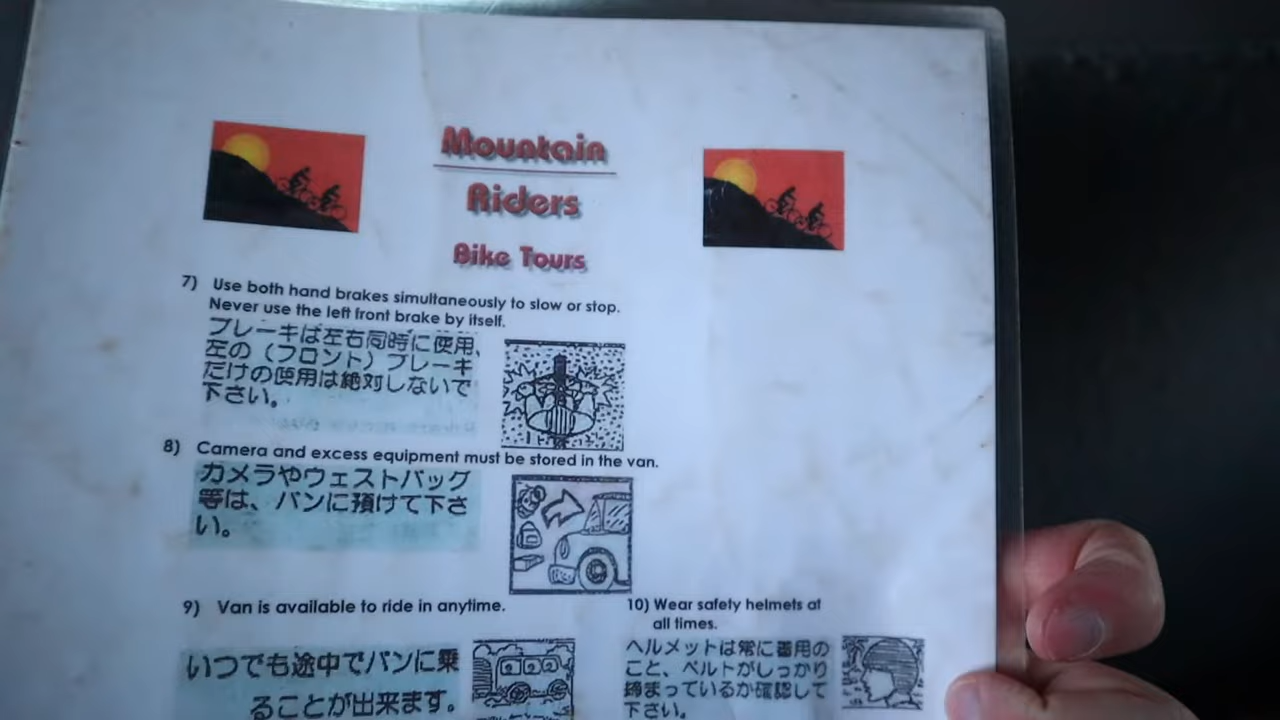 Mountain
Riders
Bike Tours
7) Use both hand brakes simultaneously to slow or stop.
Never use the left front brake by itself.
ブレーキは左右同時に使用、
左の（フロント）ブレーキ
だけの使用は絶対しないで
下さい。
8) Camera and excess equipment must be stored in the van.
カメラやウェストバッグ
等は、バンに預けて下さ
い。
9) Van is available to ride in anytime.
いつでも途中でバンに乗
ることが出来ます。
10) Wear safety helmets at
all times.
ヘルメットは常に着用の
こと、ベルトがしっかり
締まっているか確認して
下さい。